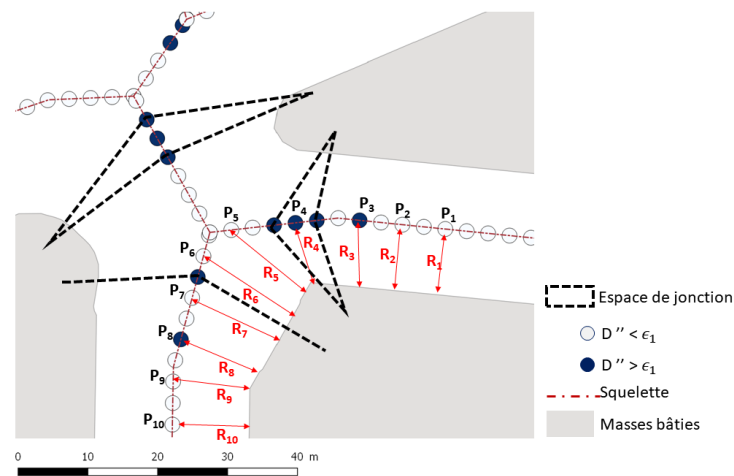 P₅
P₄
P₃
P₂
P₁
P₆
R₄
R₃
R₂
R₁
R₅
R₆
P₇
R₇
P₈
R₈
P₉
R₉
P₁₀
R₁₀
Espace de jonction
D '' < ϵ₁
D '' > ϵ₁
Squelette
Masses bâties
0 10 20 30 40 m